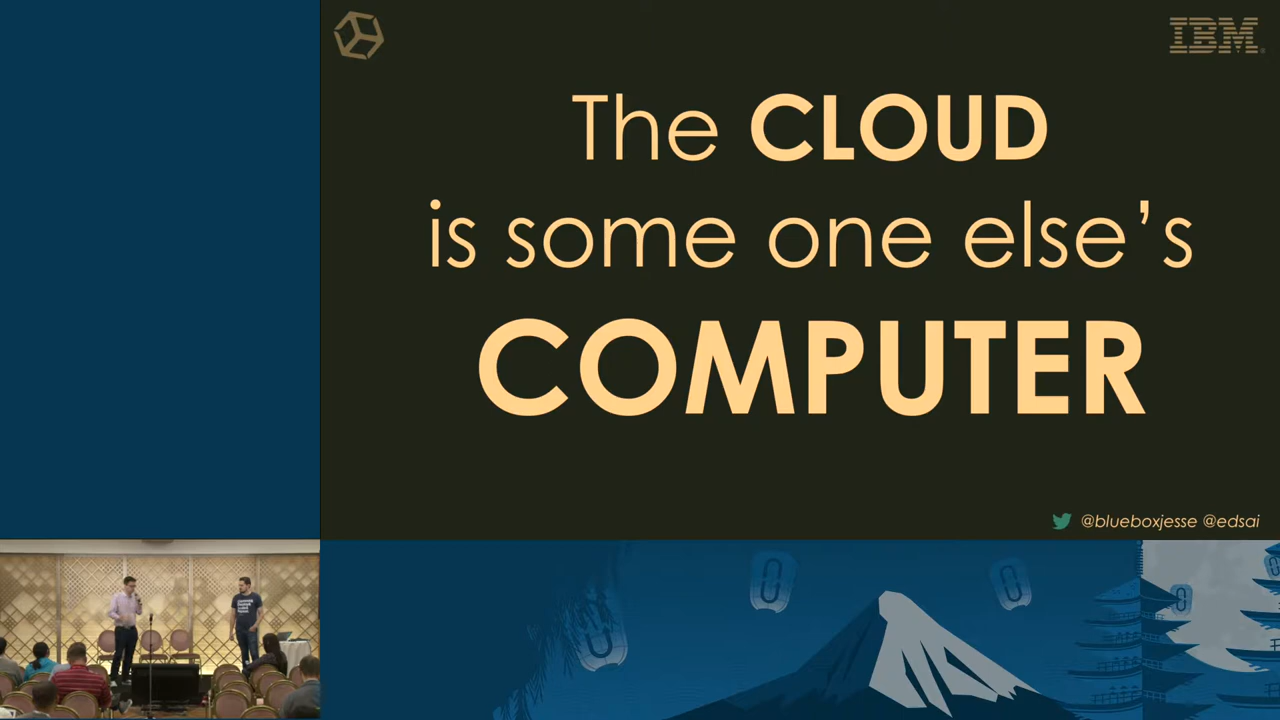 IBM
The CLOUD
is some one else's
COMPUTER
@blueboxjesse @edsai